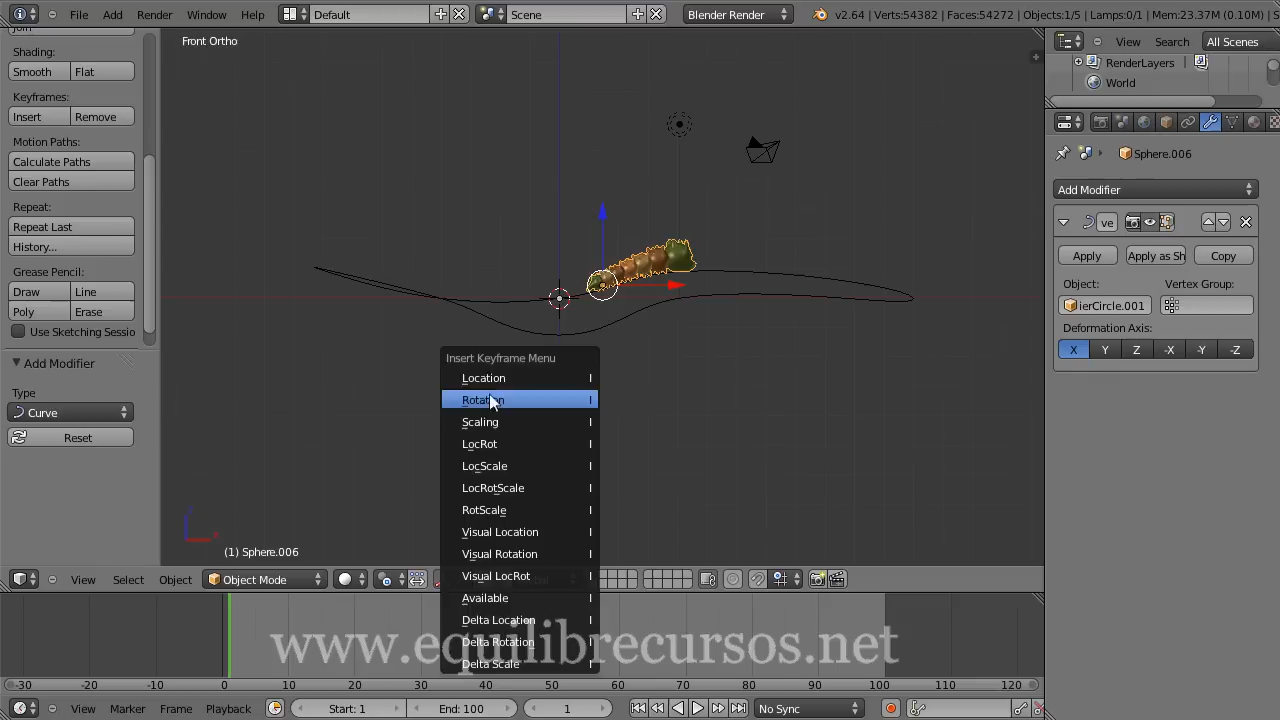 File Add Render Window Help Default Scene Blender Render v2.64 | Verts:54382 | Faces:54272 | Objects:1/5 | Lamps:0/1 | Mem:23.37M (0.10M) |
Join
Shading:
Smooth Flat
Keyframes:
Insert Remove
Motion Paths:
Calculate Paths
Clear Paths
Repeat:
Repeat Last
History...
Grease Pencil:
Draw Line
Poly Erase
Use Sketching Sessio
Add Modifier
Type
Curve
Reset
Front Ortho
Insert Keyframe Menu
Location I
Rotation I
Scaling I
LocRot I
LocScale I
LocRotScale I
RotScale I
Visual Location I
Visual Rotation I
Visual LocRot I
Available I
Delta Location I
Delta Rotation I
Delta Scale I
(1) Sphere.006
View Select Object Object Mode
View Search All Scenes
RenderLayers
World
Sphere.006
Add Modifier
ve
Apply Apply as Sh Copy
Object: Vertex Group:
ierCircle.001
Deformation Axis:
X Y Z -X -Y -Z
www.equilibrecursos.net
-30 -20 -10 0 10 20 30 40 50 60 70 80 90 100 110 120
View Marker Frame Playback Start: 1 End: 100 1 No Sync